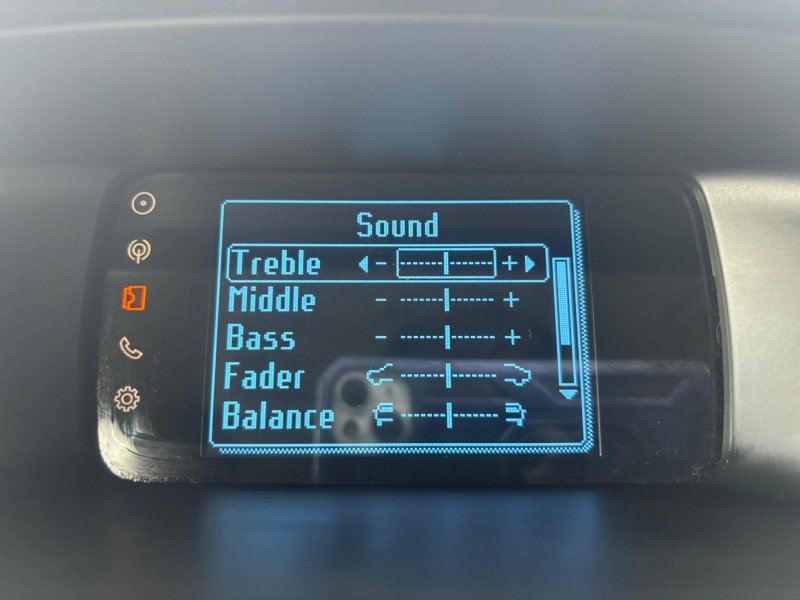 Sound
Treble - +
Middle - +
Bass - +
Fader
Balance